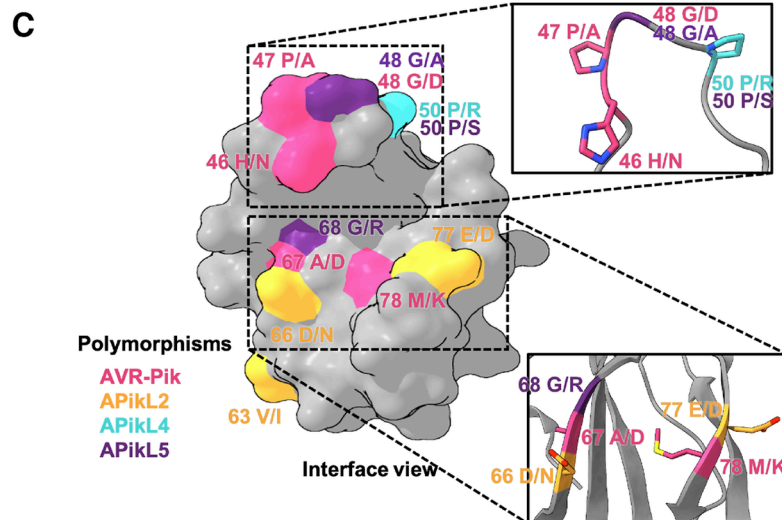 C
47 P/A
48 G/A
48 G/D
50 P/R
50 P/S
46 H/N
68 G/R
77 E/D
67 A/D
78 M/K
66 D/N
63 V/I
Polymorphisms
AVR-Pik
APikL2
APikL4
APikL5
Interface view
48 G/D
47 P/A
48 G/A
50 P/R
50 P/S
46 H/N
68 G/R
77 E/D
67 A/D
78 M/K
66 D/N